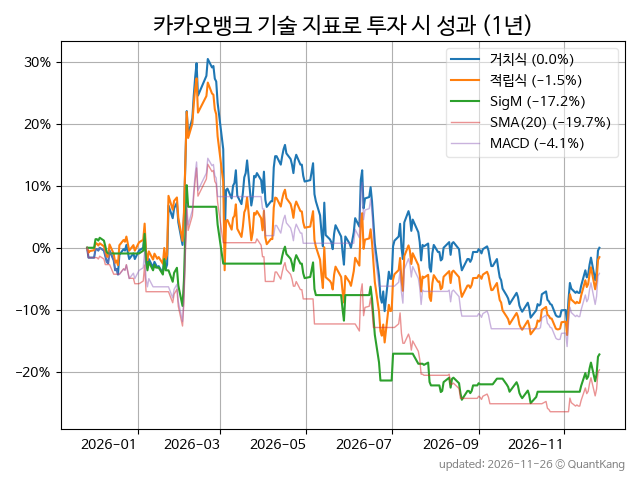 카카오뱅크 기술 지표로 투자 시 성과 (1년)
거치식 (0.0%)
적립식 (−1.5%)
SigM (−17.2%)
SMA(20) (−19.7%)
MACD (−4.1%)
30%
20%
10%
0%
−10%
−20%
2026-01 2026-03 2026-05 2026-07 2026-09 2026-11
updated: 2026-11-26 © QuantKang